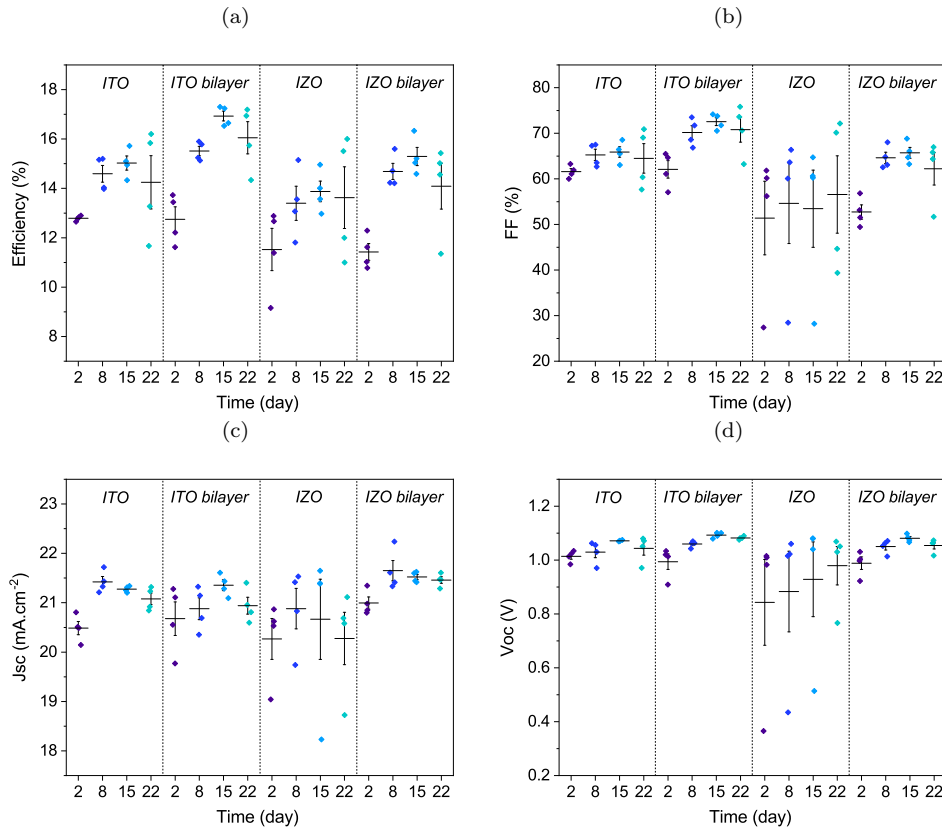 (a)
ITO ITO bilayer IZO IZO bilayer
Efficiency (%)
18
16
14
12
10
8
2 8 15 22 2 8 15 22 2 8 15 22 2 8 15 22
Time (day)
(b)
ITO ITO bilayer IZO IZO bilayer
FF (%)
80
70
60
50
40
30
20
2 8 15 22 2 8 15 22 2 8 15 22 2 8 15 22
Time (day)
(c)
ITO ITO bilayer IZO IZO bilayer
Jsc (mA.cm-2)
23
22
21
20
19
18
2 8 15 22 2 8 15 22 2 8 15 22 2 8 15 22
Time (day)
(d)
ITO ITO bilayer IZO IZO bilayer
Voc (V)
1.2
1.0
0.8
0.6
0.4
0.2
2 8 15 22 2 8 15 22 2 8 15 22 2 8 15 22
Time (day)